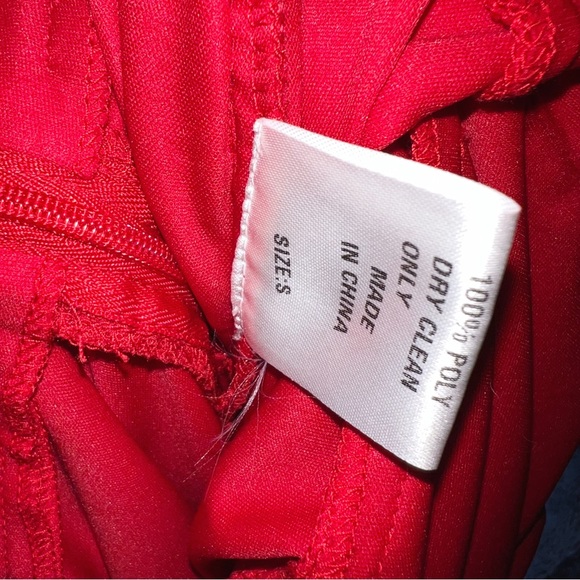 100% POLY
DRY CLEAN
ONLY
MADE
IN CHINA
SIZE:S